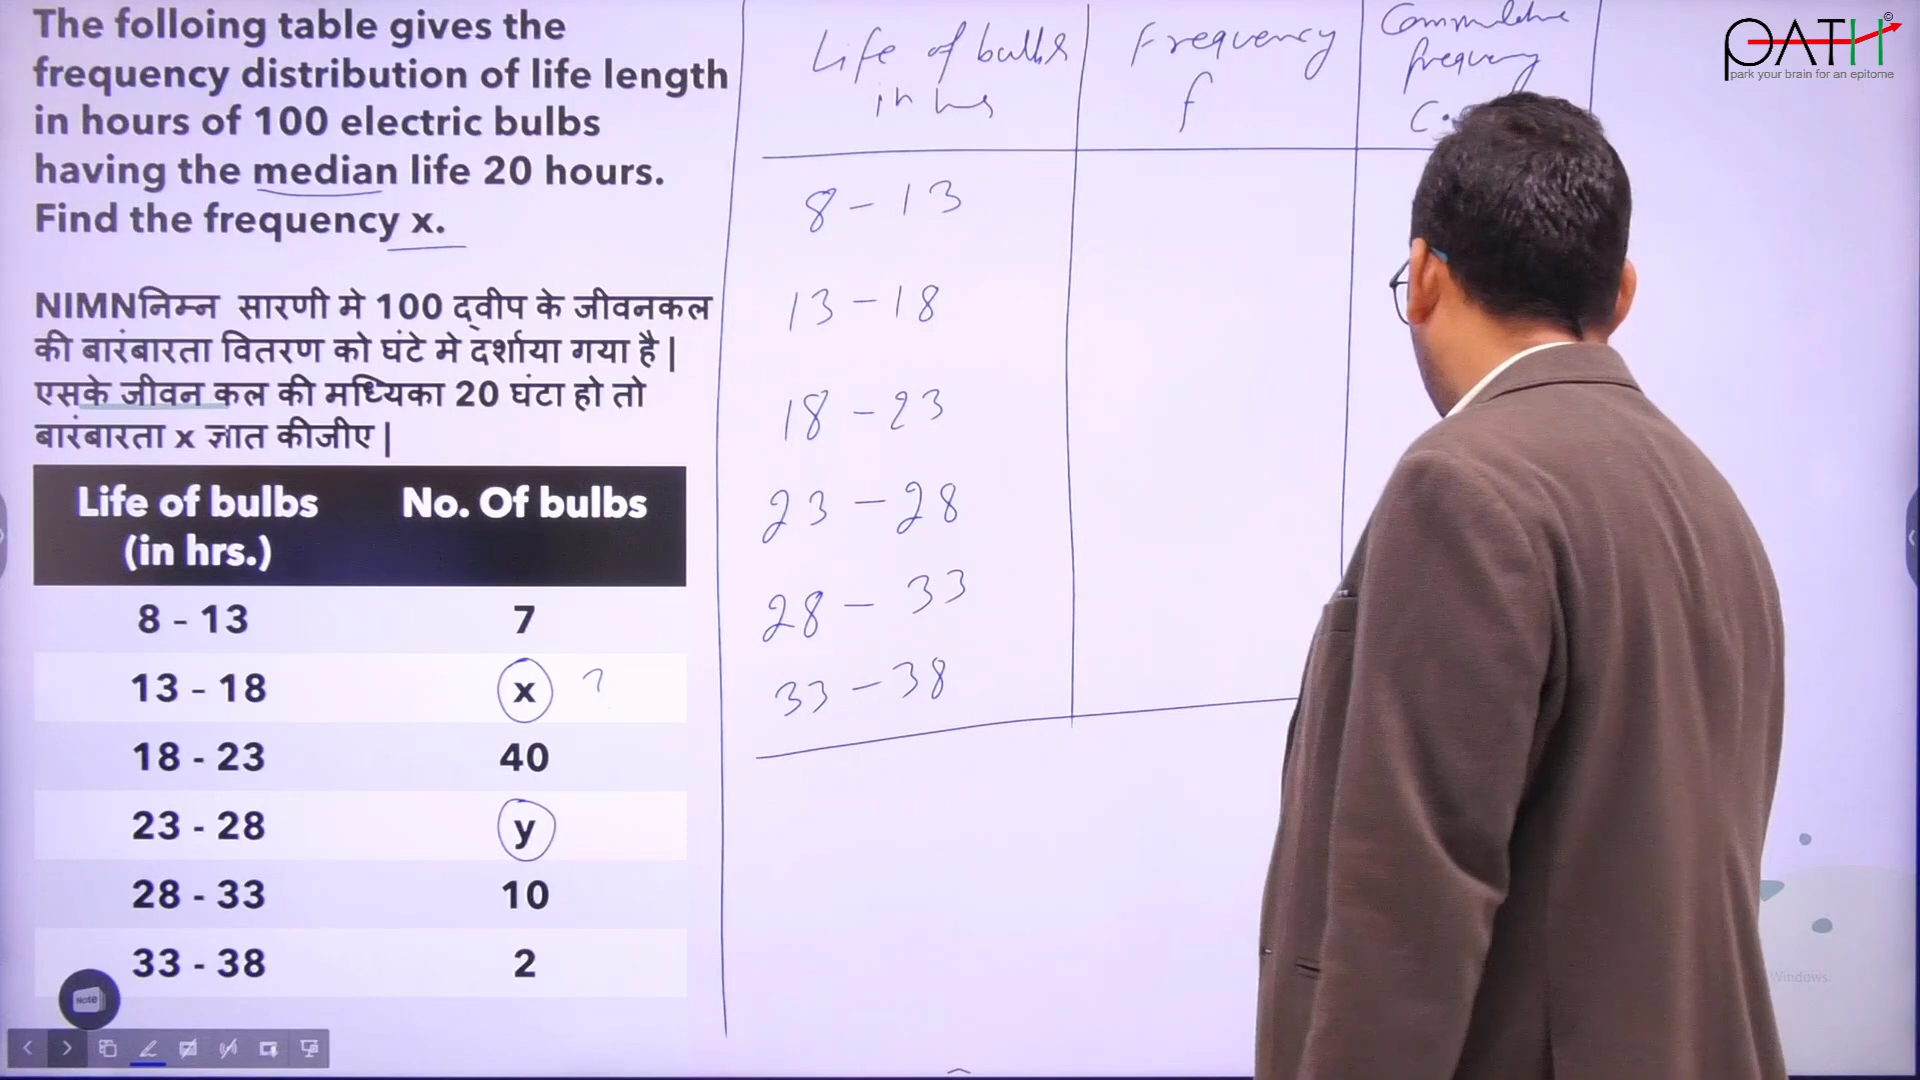 The folloing table gives the
frequency distribution of life length
in hours of 100 electric bulbs
having the median life 20 hours.
Find the frequency x.
NIMNनिम्न सारणी मे 100 द्वीप के जीवनकल
की बारंबारता वितरण को घंटे मे दर्शाया गया है |
एसके जीवन कल की मध्यिका 20 घंटा हो तो
बारंबारता x ज्ञात कीजीए |
Life of bulbs No. Of bulbs
(in hrs.)
8 - 13 7
13 - 18 x ?
18 - 23 40
23 - 28 y
28 - 33 10
33 - 38 2
Note
Life of bulbs Frequency Commulative
in hrs f frequency
C.
8 - 13
13 - 18
18 - 23
23 - 28
28 - 33
33 - 38
PATH
park your brain for an epitome
Windows.